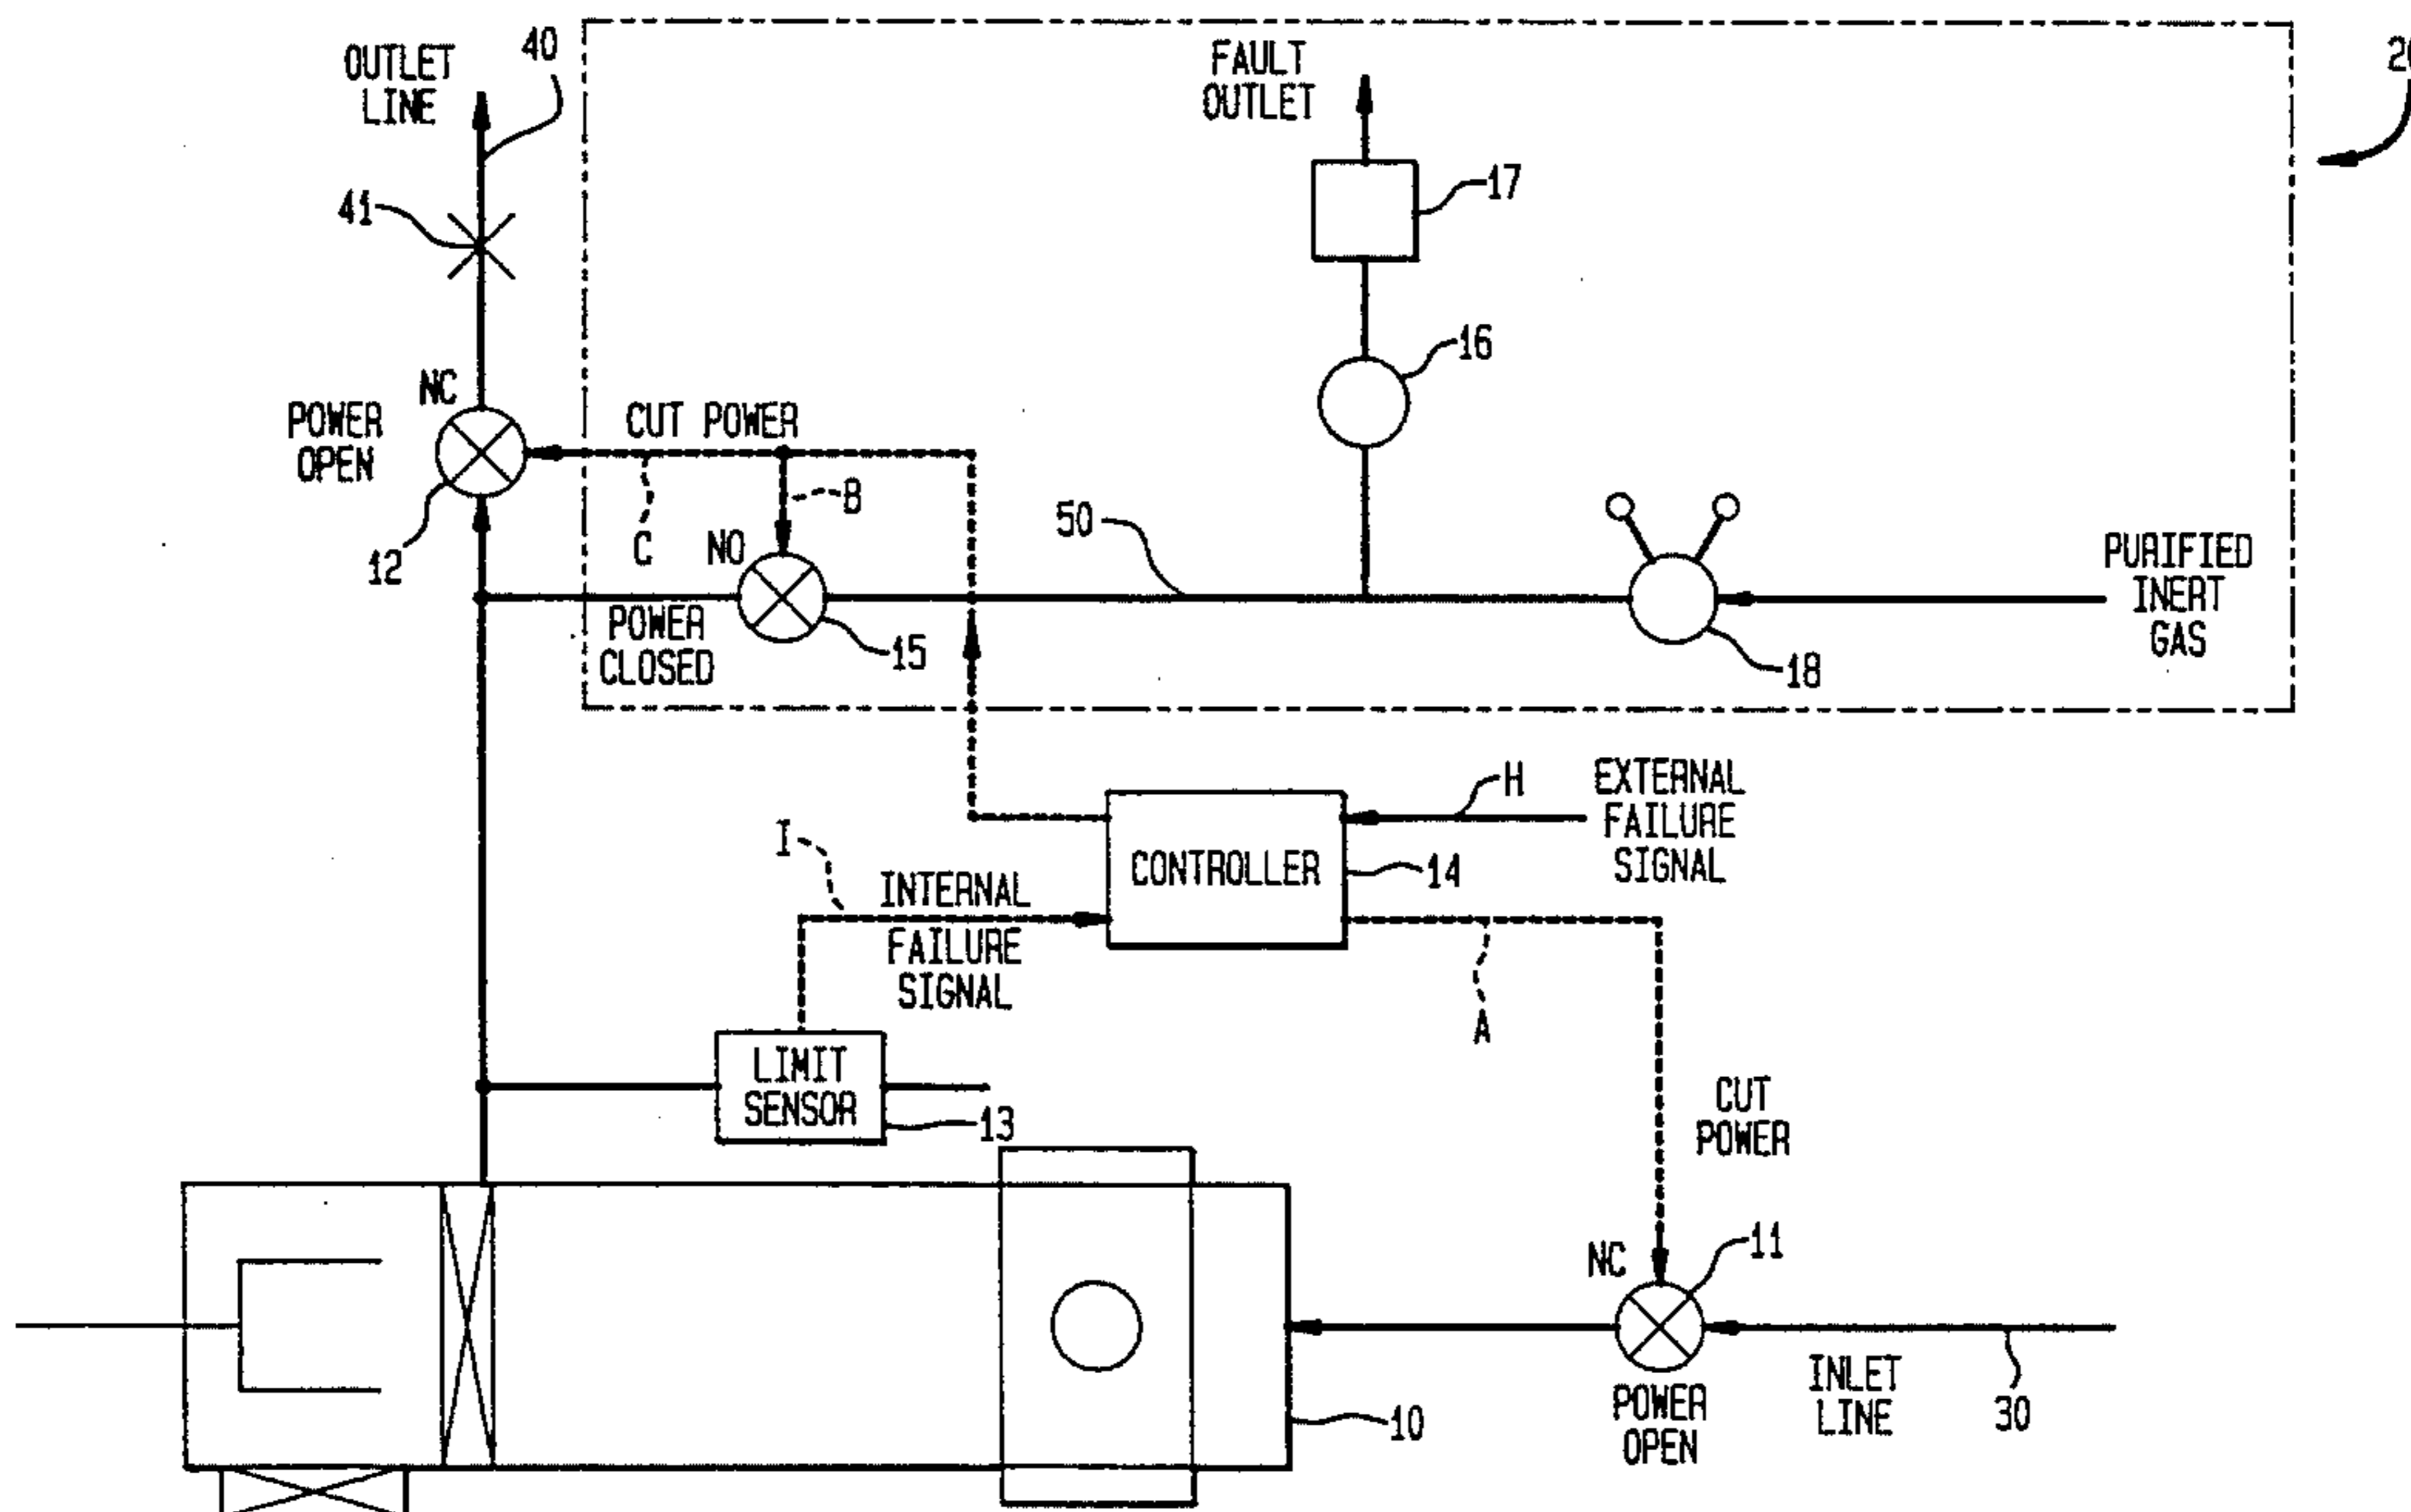 OUTLET
LINE
40
FAULT
OUTLET
41
17
16
NC
POWER
OPEN
12
CUT POWER
C
B
NO
POWER
CLOSED
15
50
18
PURIFIED
INERT
GAS
H
EXTERNAL
FAILURE
SIGNAL
CONTROLLER
14
I
INTERNAL
FAILURE
SIGNAL
A
LIMIT
SENSOR
13
CUT
POWER
NC
11
POWER
OPEN
INLET
LINE
30
10